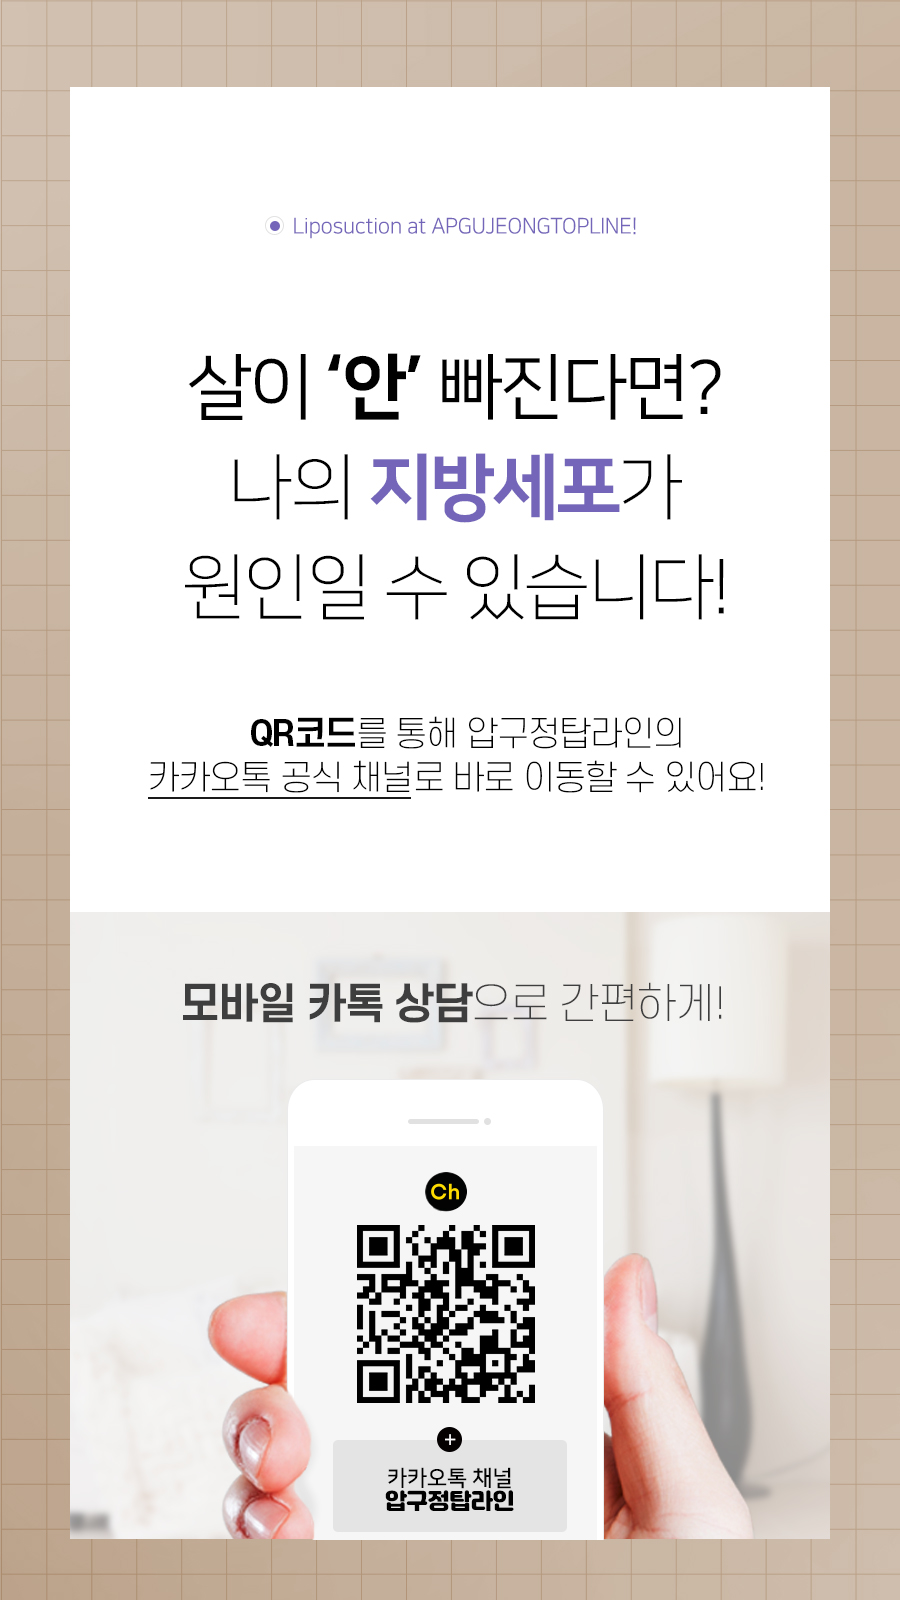 Liposuction at APGUJEONGTOPLINE!
살이 ‘안’ 빠진다면?
나의 지방세포가
원인일 수 있습니다!
QR코드를 통해 압구정탑라인의
카카오톡 공식 채널로 바로 이동할 수 있어요!
모바일 카톡 상담으로 간편하게!
Ch
+
카카오톡 채널
압구정탑라인